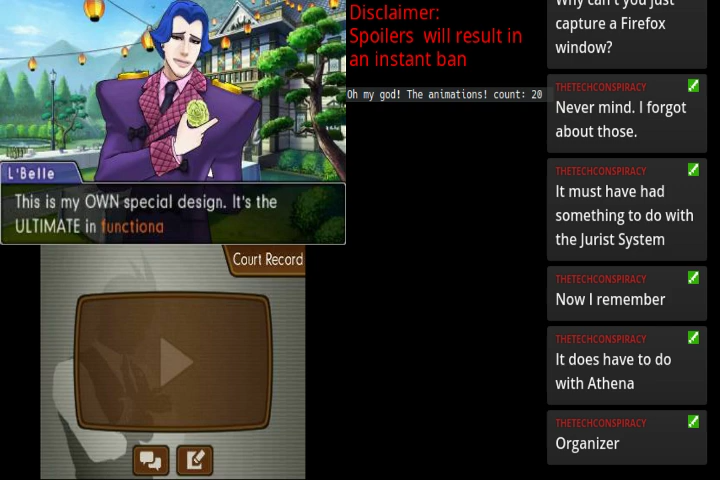 Disclaimer:
Spoilers will result in
an instant ban
Oh my god! The animations! count: 20
L'Belle
This is my OWN special design. It's the
ULTIMATE in functiona
Court Record
capture a Firefox
window?
THETECHCONSPIRACY
Never mind. I forgot
about those.
THETECHCONSPIRACY
It must have had
something to do with
the Jurist System
THETECHCONSPIRACY
Now I remember
THETECHCONSPIRACY
It does have to do
with Athena
THETECHCONSPIRACY
Organizer